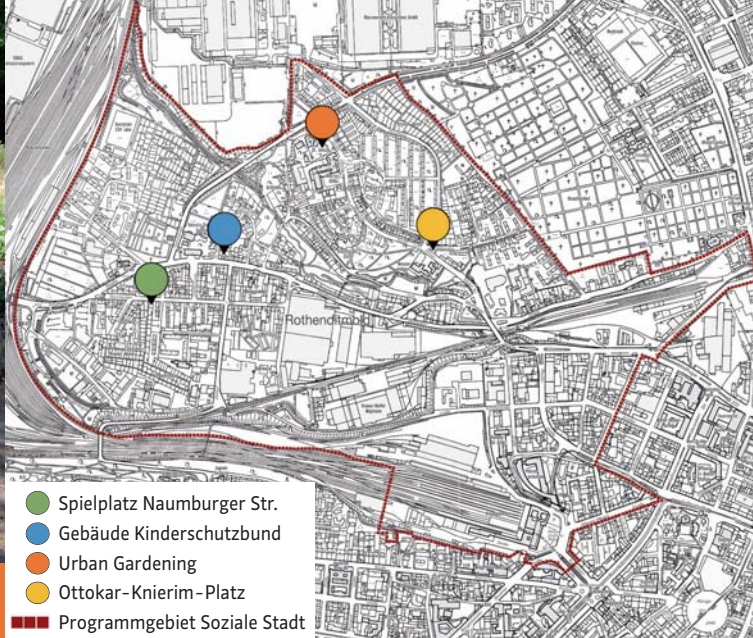 Rothenditmold
Spielplatz Naumburger Str.
Gebäude Kinderschutzbund
Urban Gardening
Ottokar-Knierim-Platz
Programmgebiet Soziale Stadt